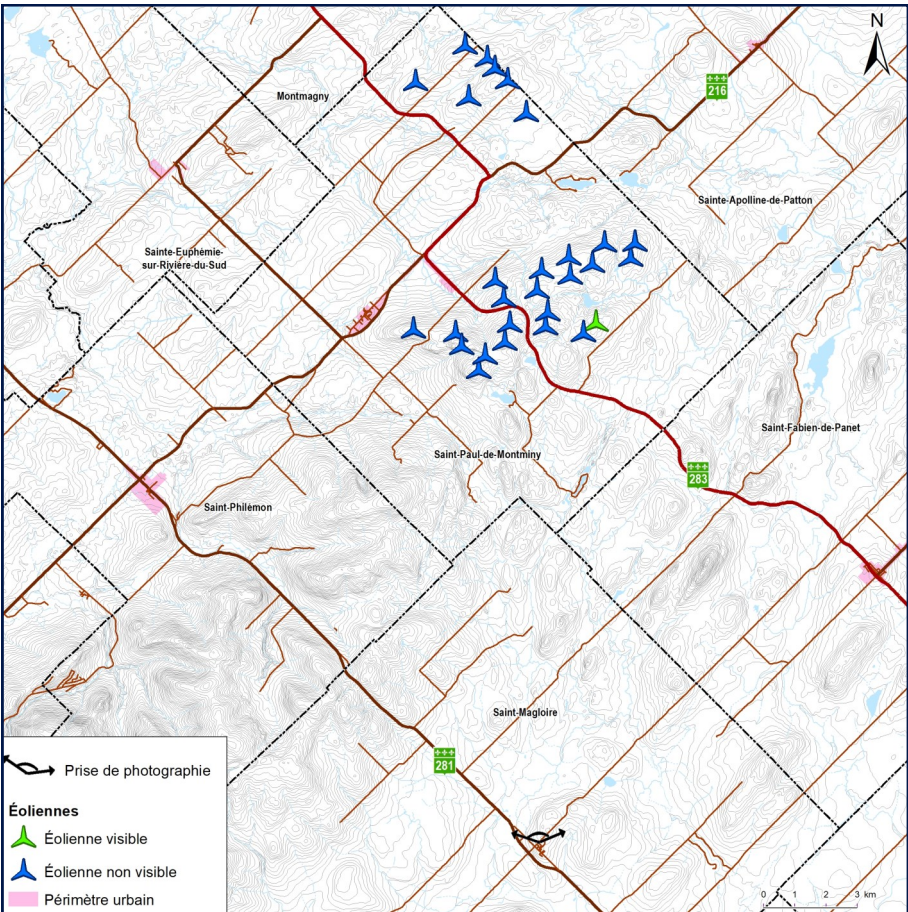 N
216
Montmagny
Sainte-Apolline-de-Patton
Sainte-Euphémie-
sur-Rivière-du-Sud
Saint-Fabien-de-Panet
Saint-Paul-de-Montminy
283
Saint-Philémon
Saint-Magloire
281
Prise de photographie
Éoliennes
Éolienne visible
Éolienne non visible
Périmètre urbain
0 1 2 3 km